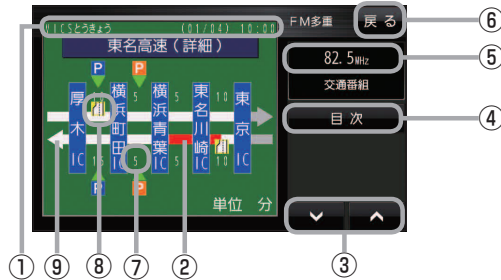 VICSとうきょう (01/04) 10:00
東名高速(詳細)
FM多重
戻る
⑥
82.5MHz
⑤
交通番組
目次
④
P P
厚木IC
横浜町田IC
横浜青葉IC
東名川崎IC
東京
5 5 10
15 5 5 10
P P
単位 分
① ⑨ ⑧ ⑦ ② ③